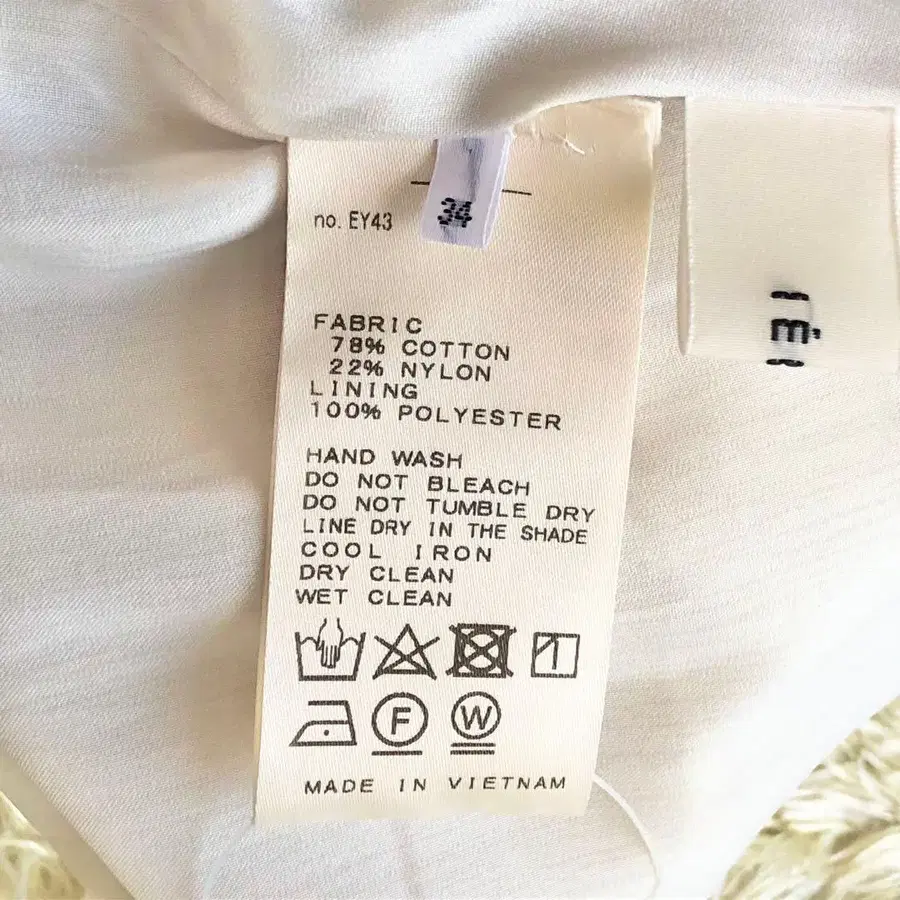 34
no. EY43
FABRIC
78% COTTON
22% NYLON
LINING
100% POLYESTER
HAND WASH
DO NOT BLEACH
DO NOT TUMBLE DRY
LINE DRY IN THE SHADE
COOL IRON
DRY CLEAN
WET CLEAN
F W
MADE IN VIETNAM
m